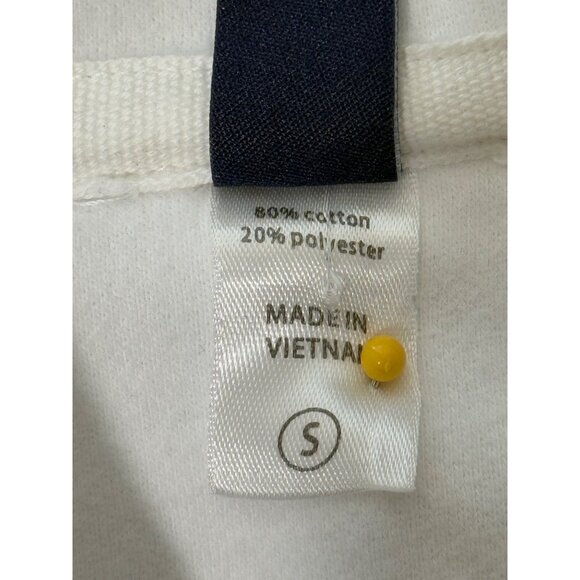 80% cotton
20% polyester
MADE IN
VIETNAM
S